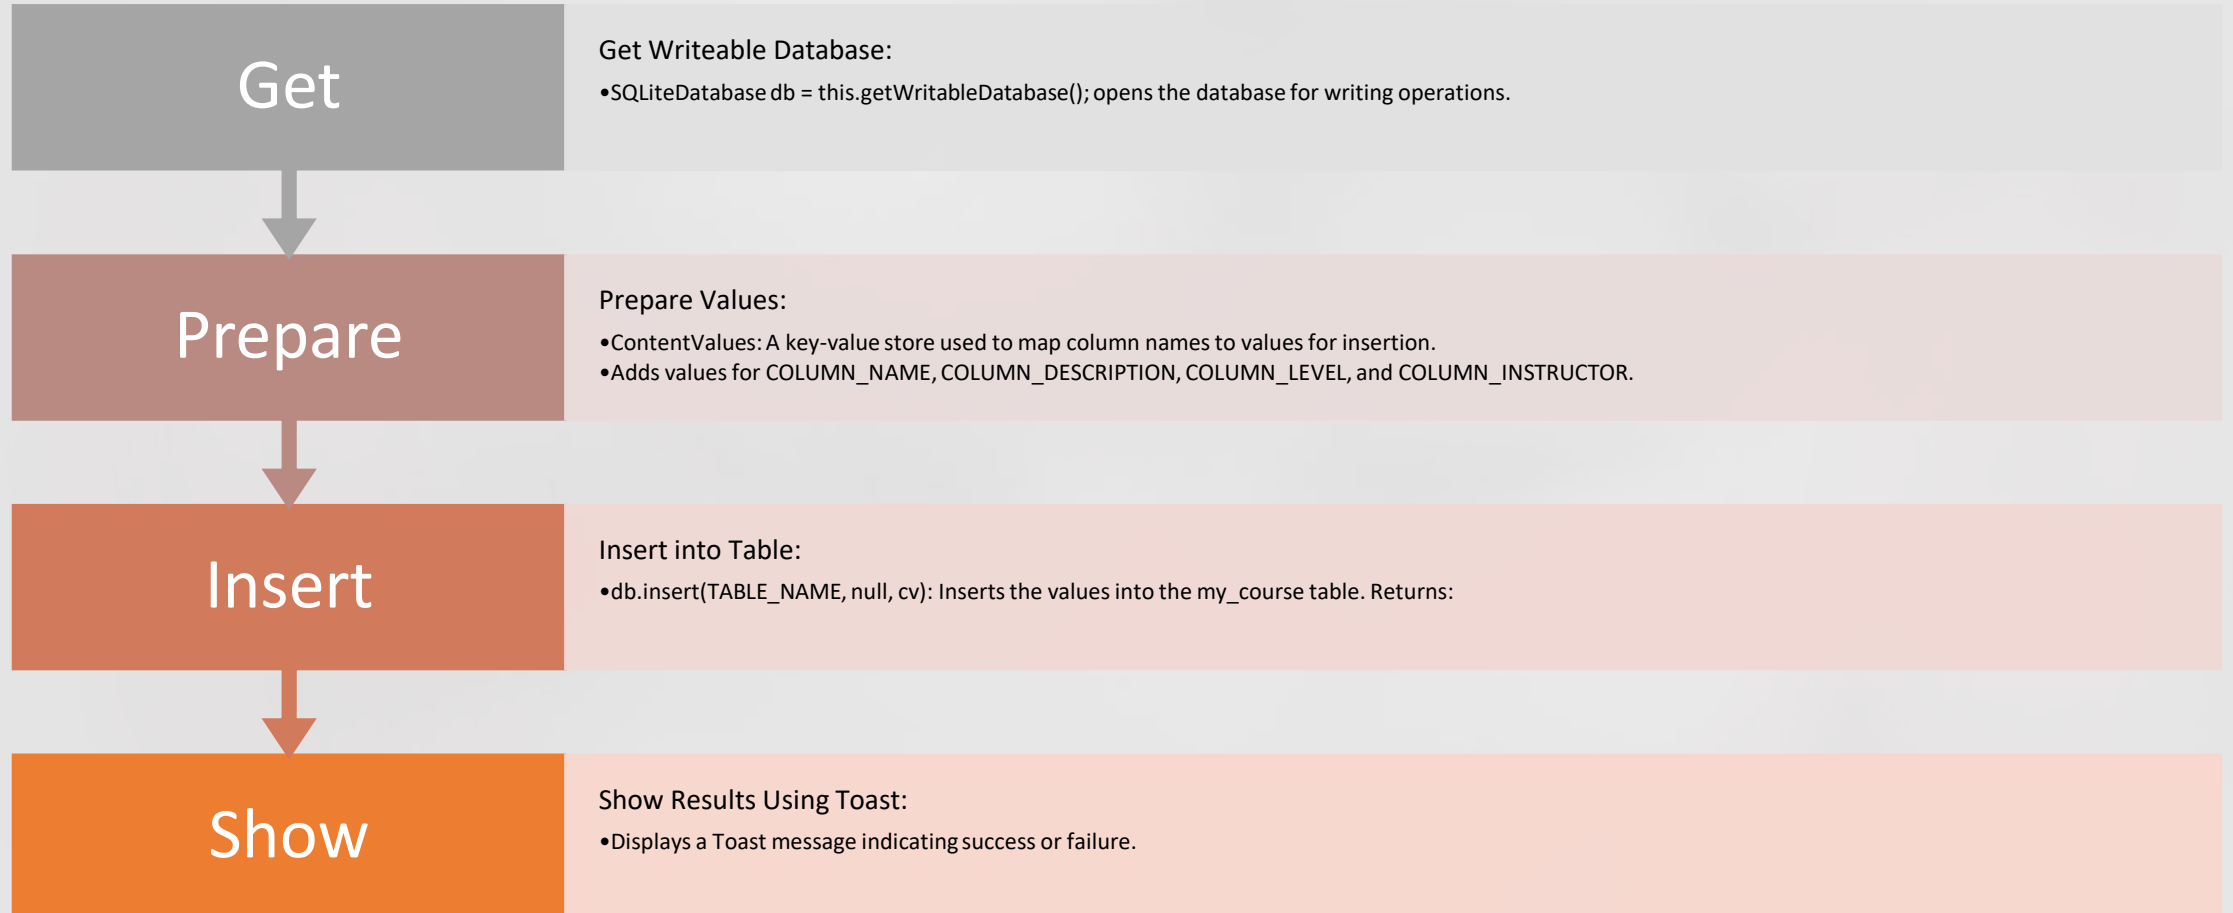 Get
Get Writeable Database:
•SQLiteDatabase db = this.getWritableDatabase(); opens the database for writing operations.
Prepare
Prepare Values:
•ContentValues: A key-value store used to map column names to values for insertion.
•Adds values for COLUMN_NAME, COLUMN_DESCRIPTION, COLUMN_LEVEL, and COLUMN_INSTRUCTOR.
Insert
Insert into Table:
•db.insert(TABLE_NAME, null, cv): Inserts the values into the my_course table. Returns:
Show
Show Results Using Toast:
•Displays a Toast message indicating success or failure.